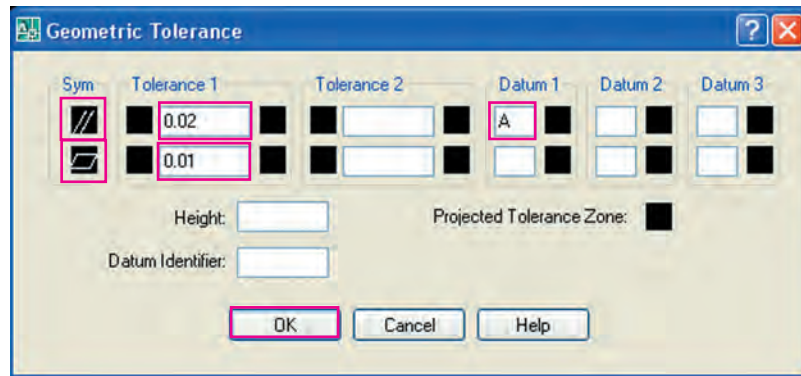 Geometric Tolerance
Sym Tolerance 1 Tolerance 2 Datum 1 Datum 2 Datum 3
0.02 A
0.01
Height: Projected Tolerance Zone:
Datum Identifier:
OK Cancel Help